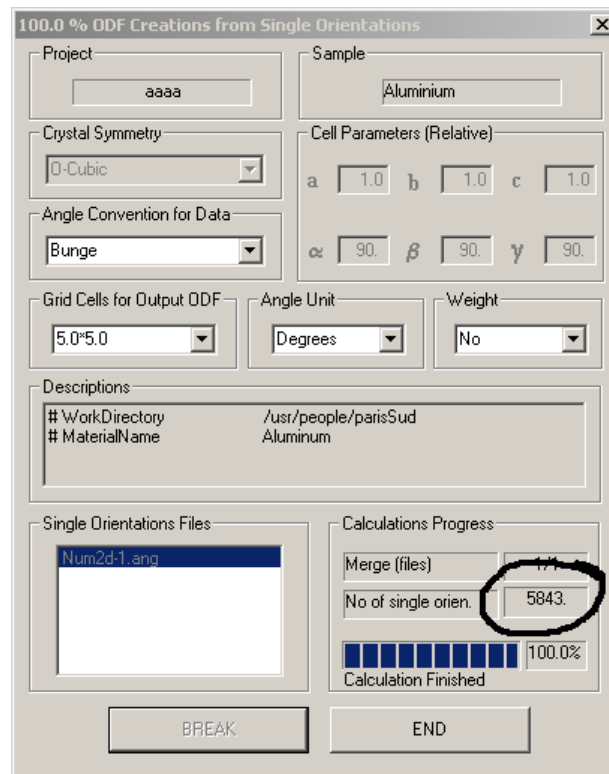 100.0 % ODF Creations from Single Orientations
Project
aaaa
Sample
Aluminium
Crystal Symmetry
O-Cubic
Cell Parameters (Relative)
a 1.0 b 1.0 c 1.0
α 90. β 90. γ 90.
Angle Convention for Data
Bunge
Grid Cells for Output ODF
5.0*5.0
Angle Unit
Degrees
Weight
No
Descriptions
# WorkDirectory /usr/people/parisSud
# MaterialName Aluminum
Single Orientations Files
Num2d-1.ang
Calculations Progress
Merge (files) 1/1
No of single orien. 5843.
100.0%
Calculation Finished
BREAK
END